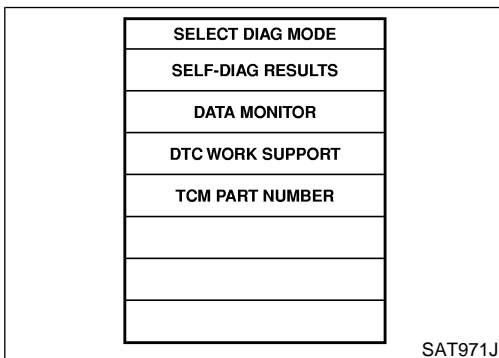 SELECT DIAG MODE
SELF-DIAG RESULTS
DATA MONITOR
DTC WORK SUPPORT
TCM PART NUMBER
SAT971J